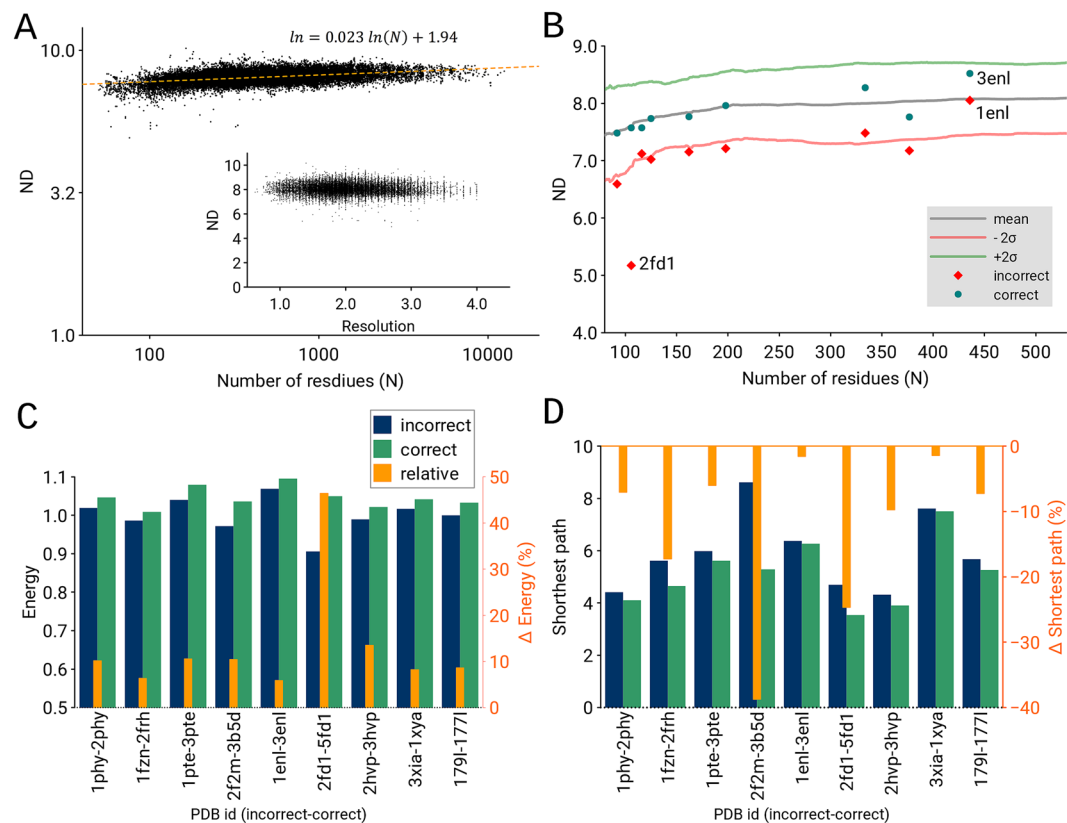 A
ln = 0.023 ln(N) + 1.94
10.0
3.2
1.0
ND
100
1000
10000
Number of resdiues (N)
10
8
6
4
2
0
ND
1.0
2.0
3.0
4.0
Resolution
B
9.0
8.0
7.0
6.0
5.0
4.0
ND
3enl
1enl
2fd1
mean
- 2σ
+2σ
incorrect
correct
100
150
200
250
300
350
400
450
500
Number of residues (N)
C
incorrect
correct
relative
1.1
1.0
0.9
0.8
0.7
0.6
0.5
Energy
50
40
30
20
10
0
Δ Energy (%)
1phy-2phy
1fzn-2frh
1pte-3pte
2f2m-3b5d
1enl-3enl
2fd1-5fd1
2hvp-3hvp
3xia-1xya
179l-177l
PDB id (incorrect-correct)
D
10
8
6
4
2
0
Shorthest path
0
−10
−20
−30
−40
Δ Shortest path (%)
1phy-2phy
1fzn-2frh
1pte-3pte
2f2m-3b5d
1enl-3enl
2fd1-5fd1
2hvp-3hvp
3xia-1xya
179l-177l
PDB id (incorrect-correct)